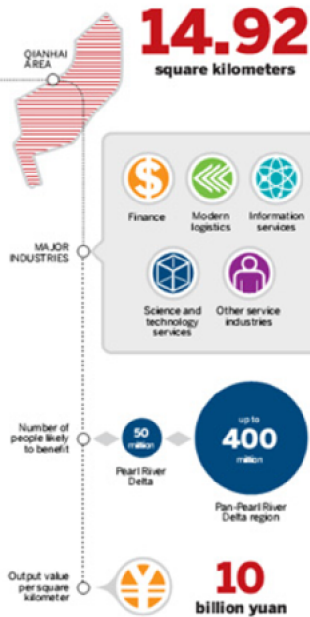 14.92
square kilometers
QIANHAI
AREA
MAJOR
INDUSTRIES
$
Finance
Modern
logistics
Information
services
Science and
technology
services
Other service
industries
Number of
people likely
to benefit
50
million
Pearl River
Delta
up to
400
million
Pan-Pearl River
Delta region
Output value
per square
kilometer
¥
10
billion yuan